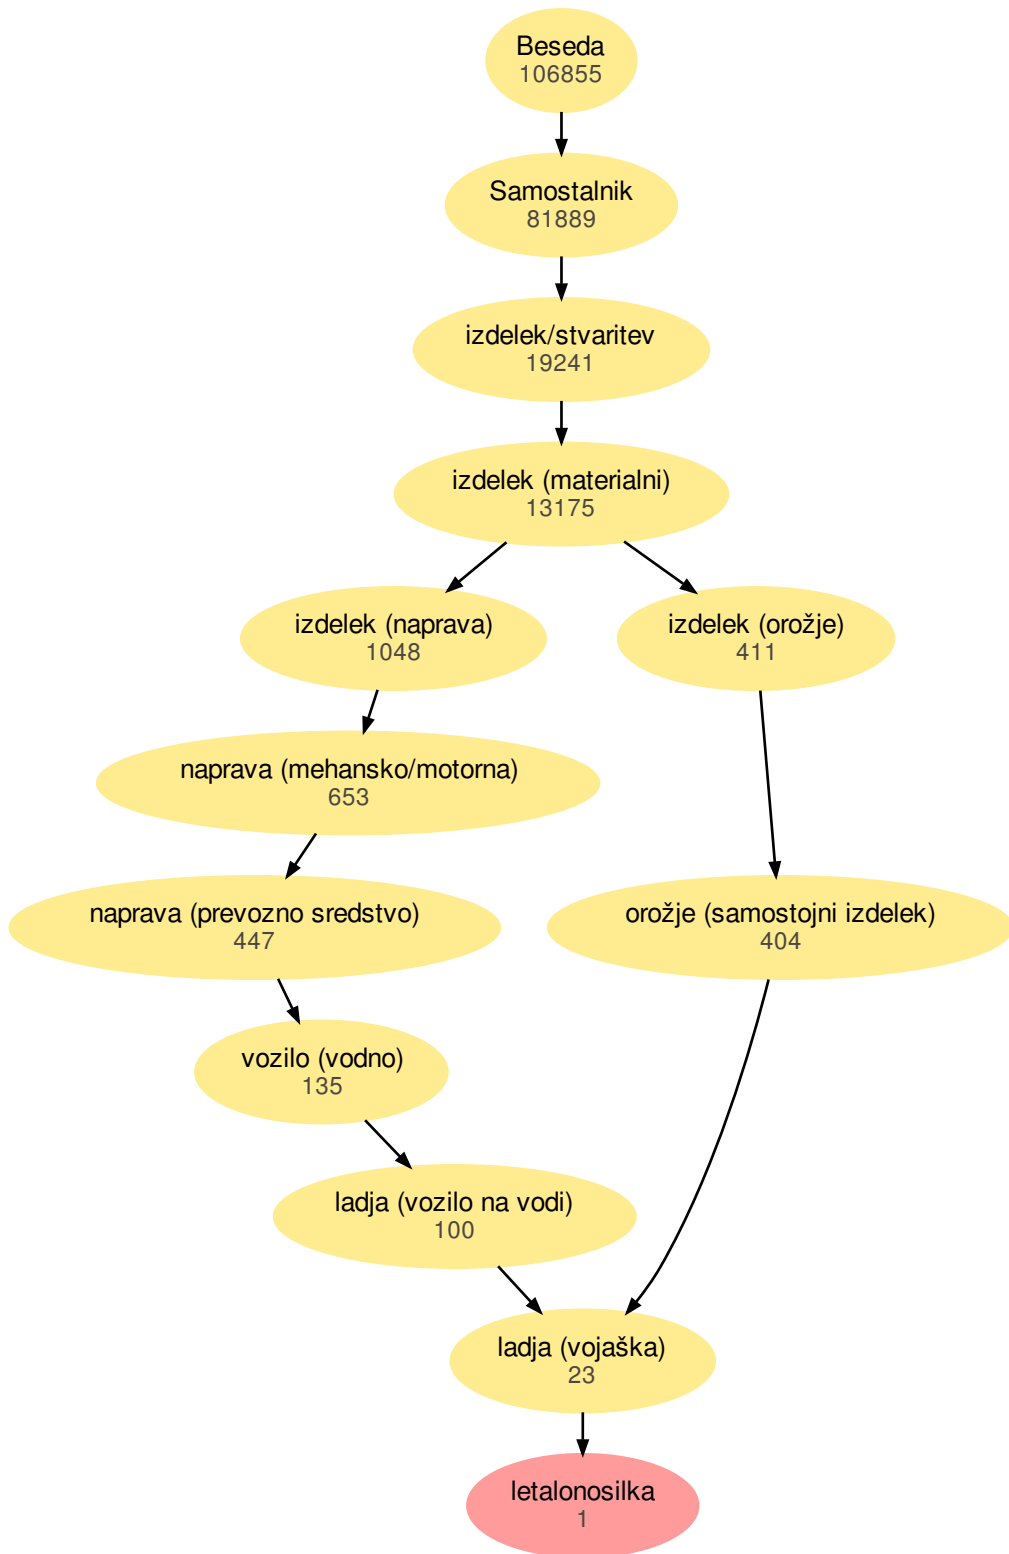 Beseda
106855
Samostalnik
81889
izdelek/stvaritev
19241
izdelek (materialni)
13175
izdelek (naprava)
1048
izdelek (orožje)
411
naprava (mehansko/motorna)
653
naprava (prevozno sredstvo)
447
orožje (samostojni izdelek)
404
vozilo (vodno)
135
ladja (vozilo na vodi)
100
ladja (vojaška)
23
letalonosilka
1